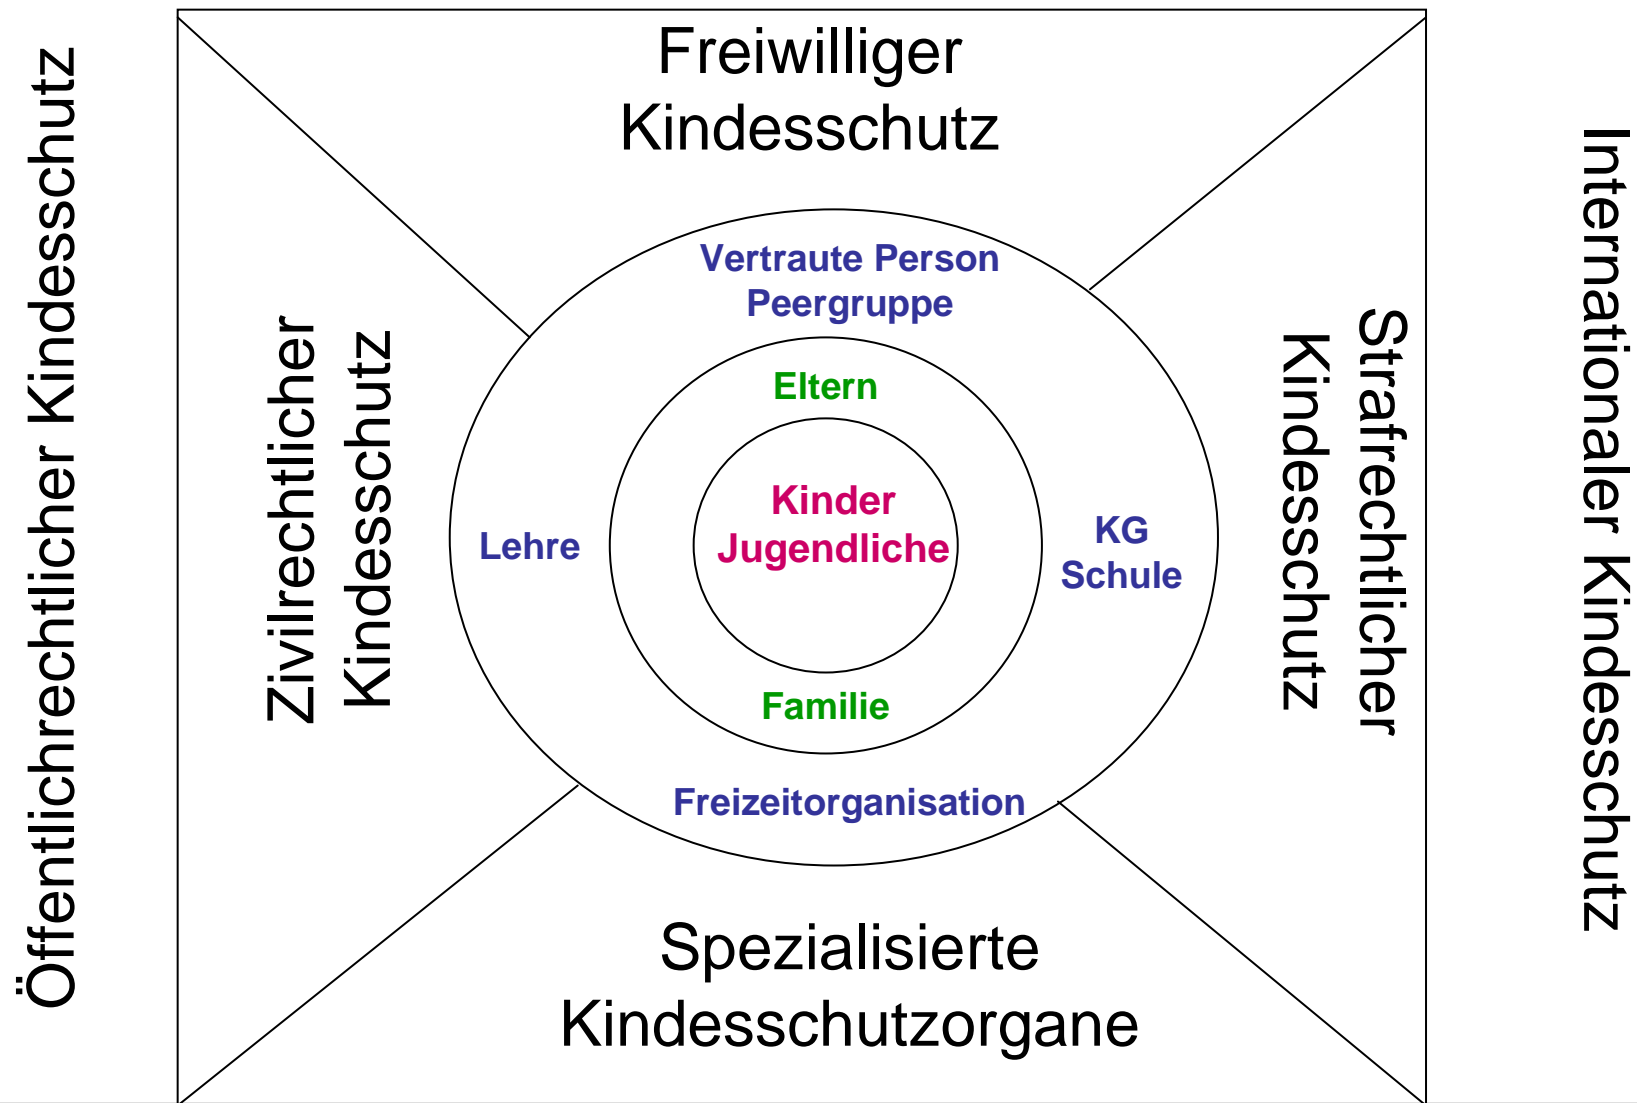 Freiwilliger
Kindesschutz
Öffentlichrechtlicher Kindesschutz
Zivilrechtlicher
Kindesschutz
Vertraute Person
Peergruppe
Eltern
Kinder
Jugendliche
Lehre
KG
Schule
Familie
Freizeitorganisation
Strafrechtlicher
Kindesschutz
Internationaler Kindesschutz
Spezialisierte
Kindesschutzorgane